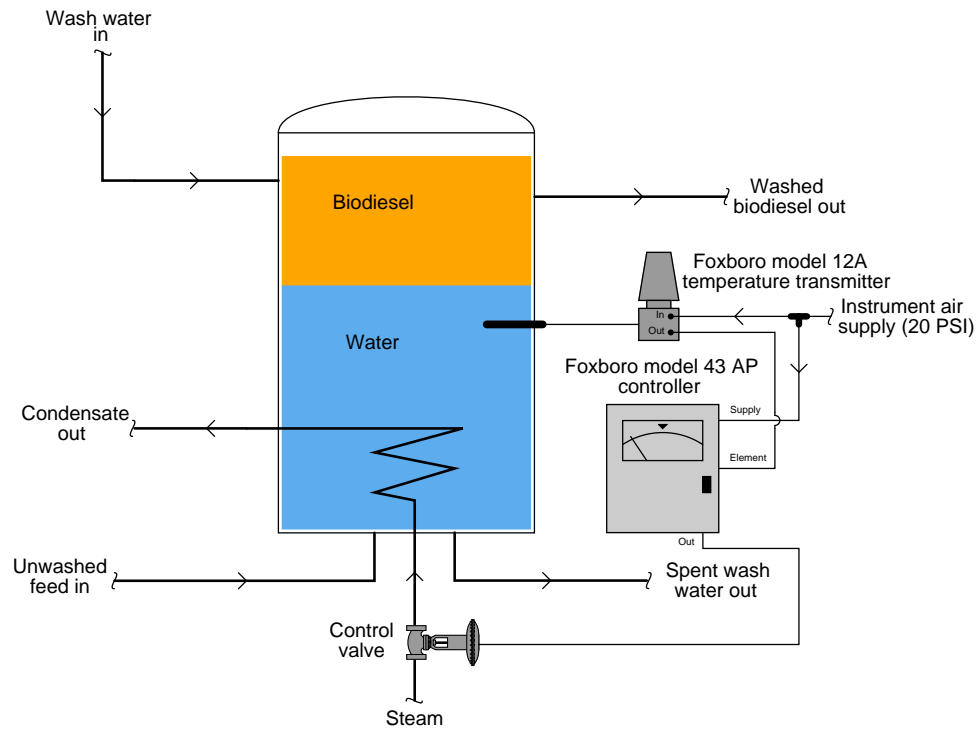 Wash water
in
Biodiesel
Washed
biodiesel out
Foxboro model 12A
temperature transmitter
In
Out
Instrument air
supply (20 PSI)
Water
Foxboro model 43 AP
controller
Supply
Element
Out
Condensate
out
Unwashed
feed in
Spent wash
water out
Control
valve
Steam